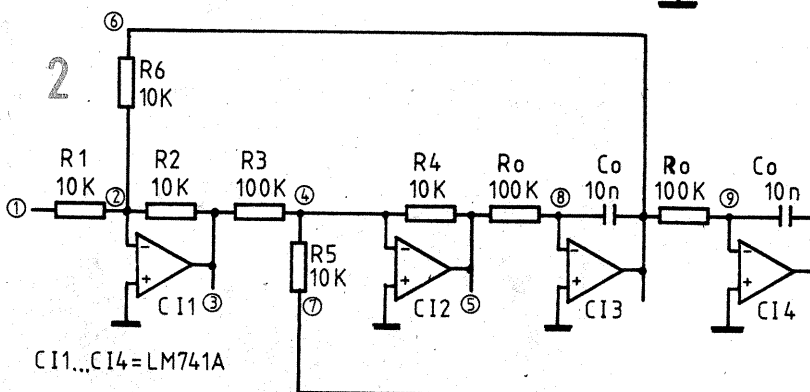 ⑥
2
R6
10K
R1
10K
②
R2
10K
R3
100K
④
R4
10K
Ro
100K
⑧
Co
10n
Ro
100K
⑨
Co
10n
①
R5
10K
⑦
-
+
CI1
③
-
+
CI2
⑤
-
+
CI3
-
+
CI4
CI1...CI4=LM741A